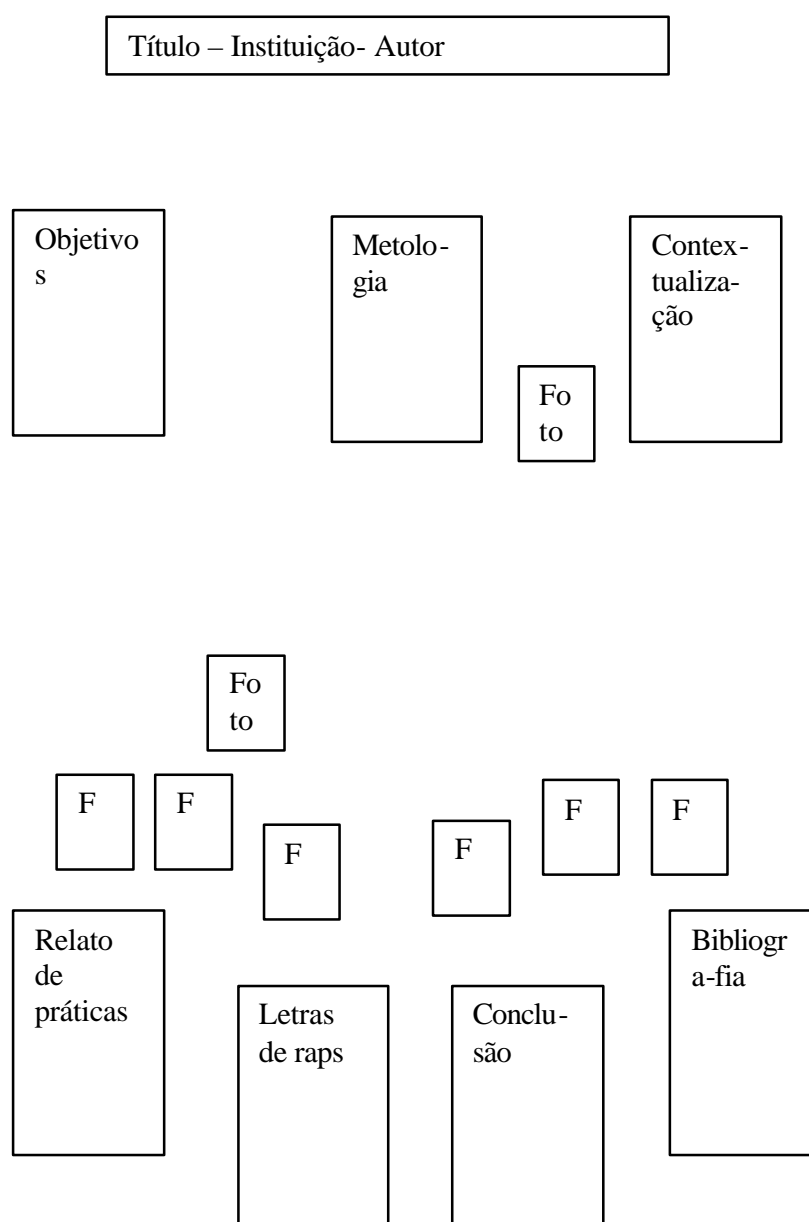 Título – Instituição- Autor
Objetivo
s
Metolo-
gia
Contex-
tualiza-
ção
Fo
to
Fo
to
F
F
F
F
F
F
Relato
de
práticas
Letras
de raps
Conclu-
são
Bibliogr
a-fia